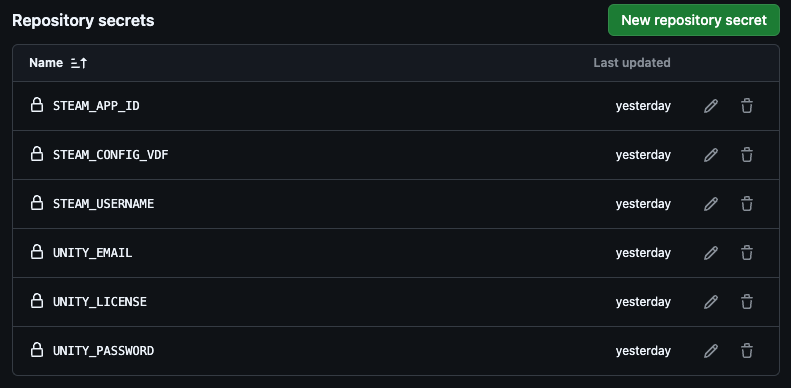 Repository secrets
New repository secret
Name
Last updated
STEAM_APP_ID yesterday
STEAM_CONFIG_VDF yesterday
STEAM_USERNAME yesterday
UNITY_EMAIL yesterday
UNITY_LICENSE yesterday
UNITY_PASSWORD yesterday